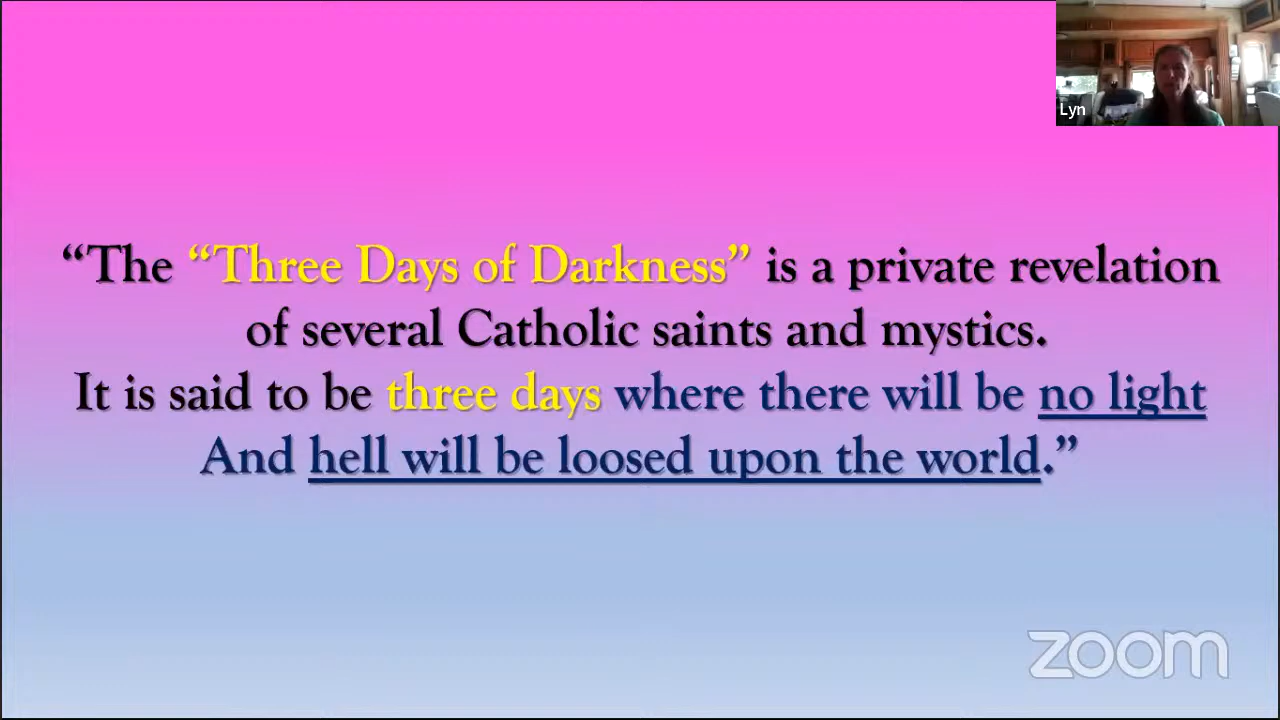 Lyn
“The “Three Days of Darkness” is a private revelation
of several Catholic saints and mystics.
It is said to be three days where there will be no light
And hell will be loosed upon the world.”
zoom